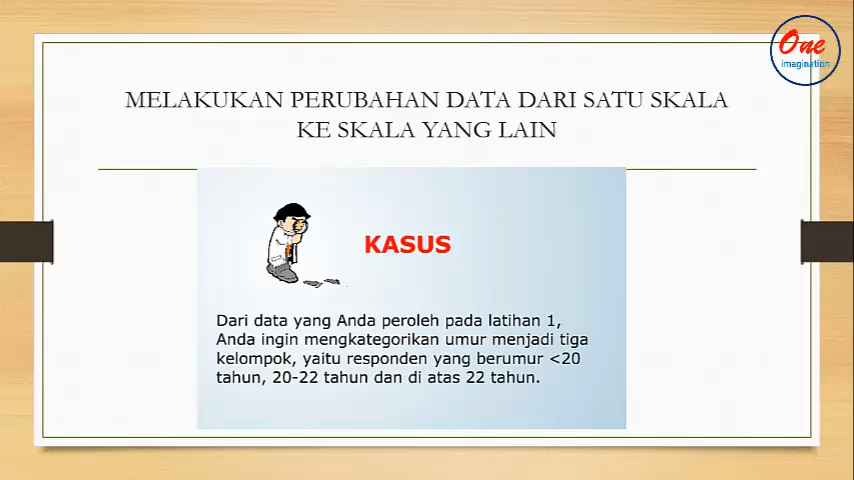 One
imagination
MELAKUKAN PERUBAHAN DATA DARI SATU SKALA
KE SKALA YANG LAIN
KASUS
Dari data yang Anda peroleh pada latihan 1,
Anda ingin mengkategorikan umur menjadi tiga
kelompok, yaitu responden yang berumur <20
tahun, 20-22 tahun dan di atas 22 tahun.